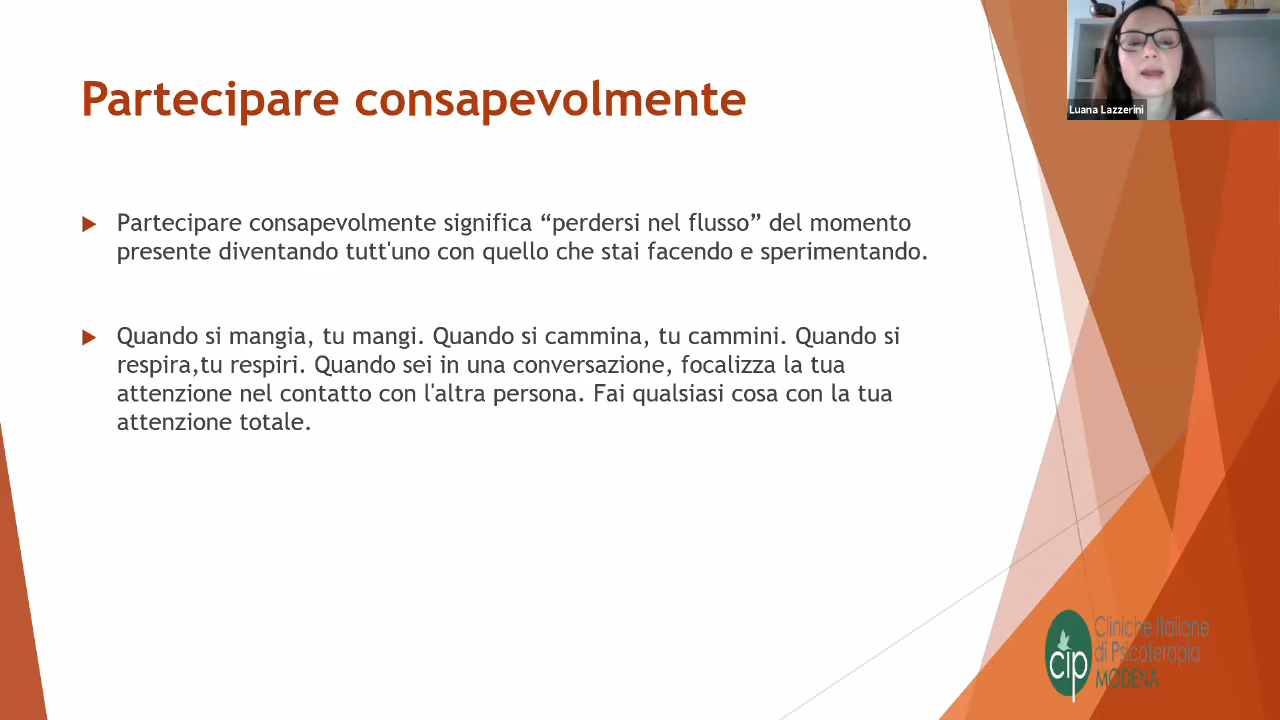 Partecipare consapevolmente
Partecipare consapevolmente significa “perdersi nel flusso” del momento
presente diventando tutt'uno con quello che stai facendo e sperimentando.
Quando si mangia, tu mangi. Quando si cammina, tu cammini. Quando si
respira,tu respiri. Quando sei in una conversazione, focalizza la tua
attenzione nel contatto con l'altra persona. Fai qualsiasi cosa con la tua
attenzione totale.
Luana Lazzerini
cip
Cliniche Italiane
di Psicoterapia
MODENA